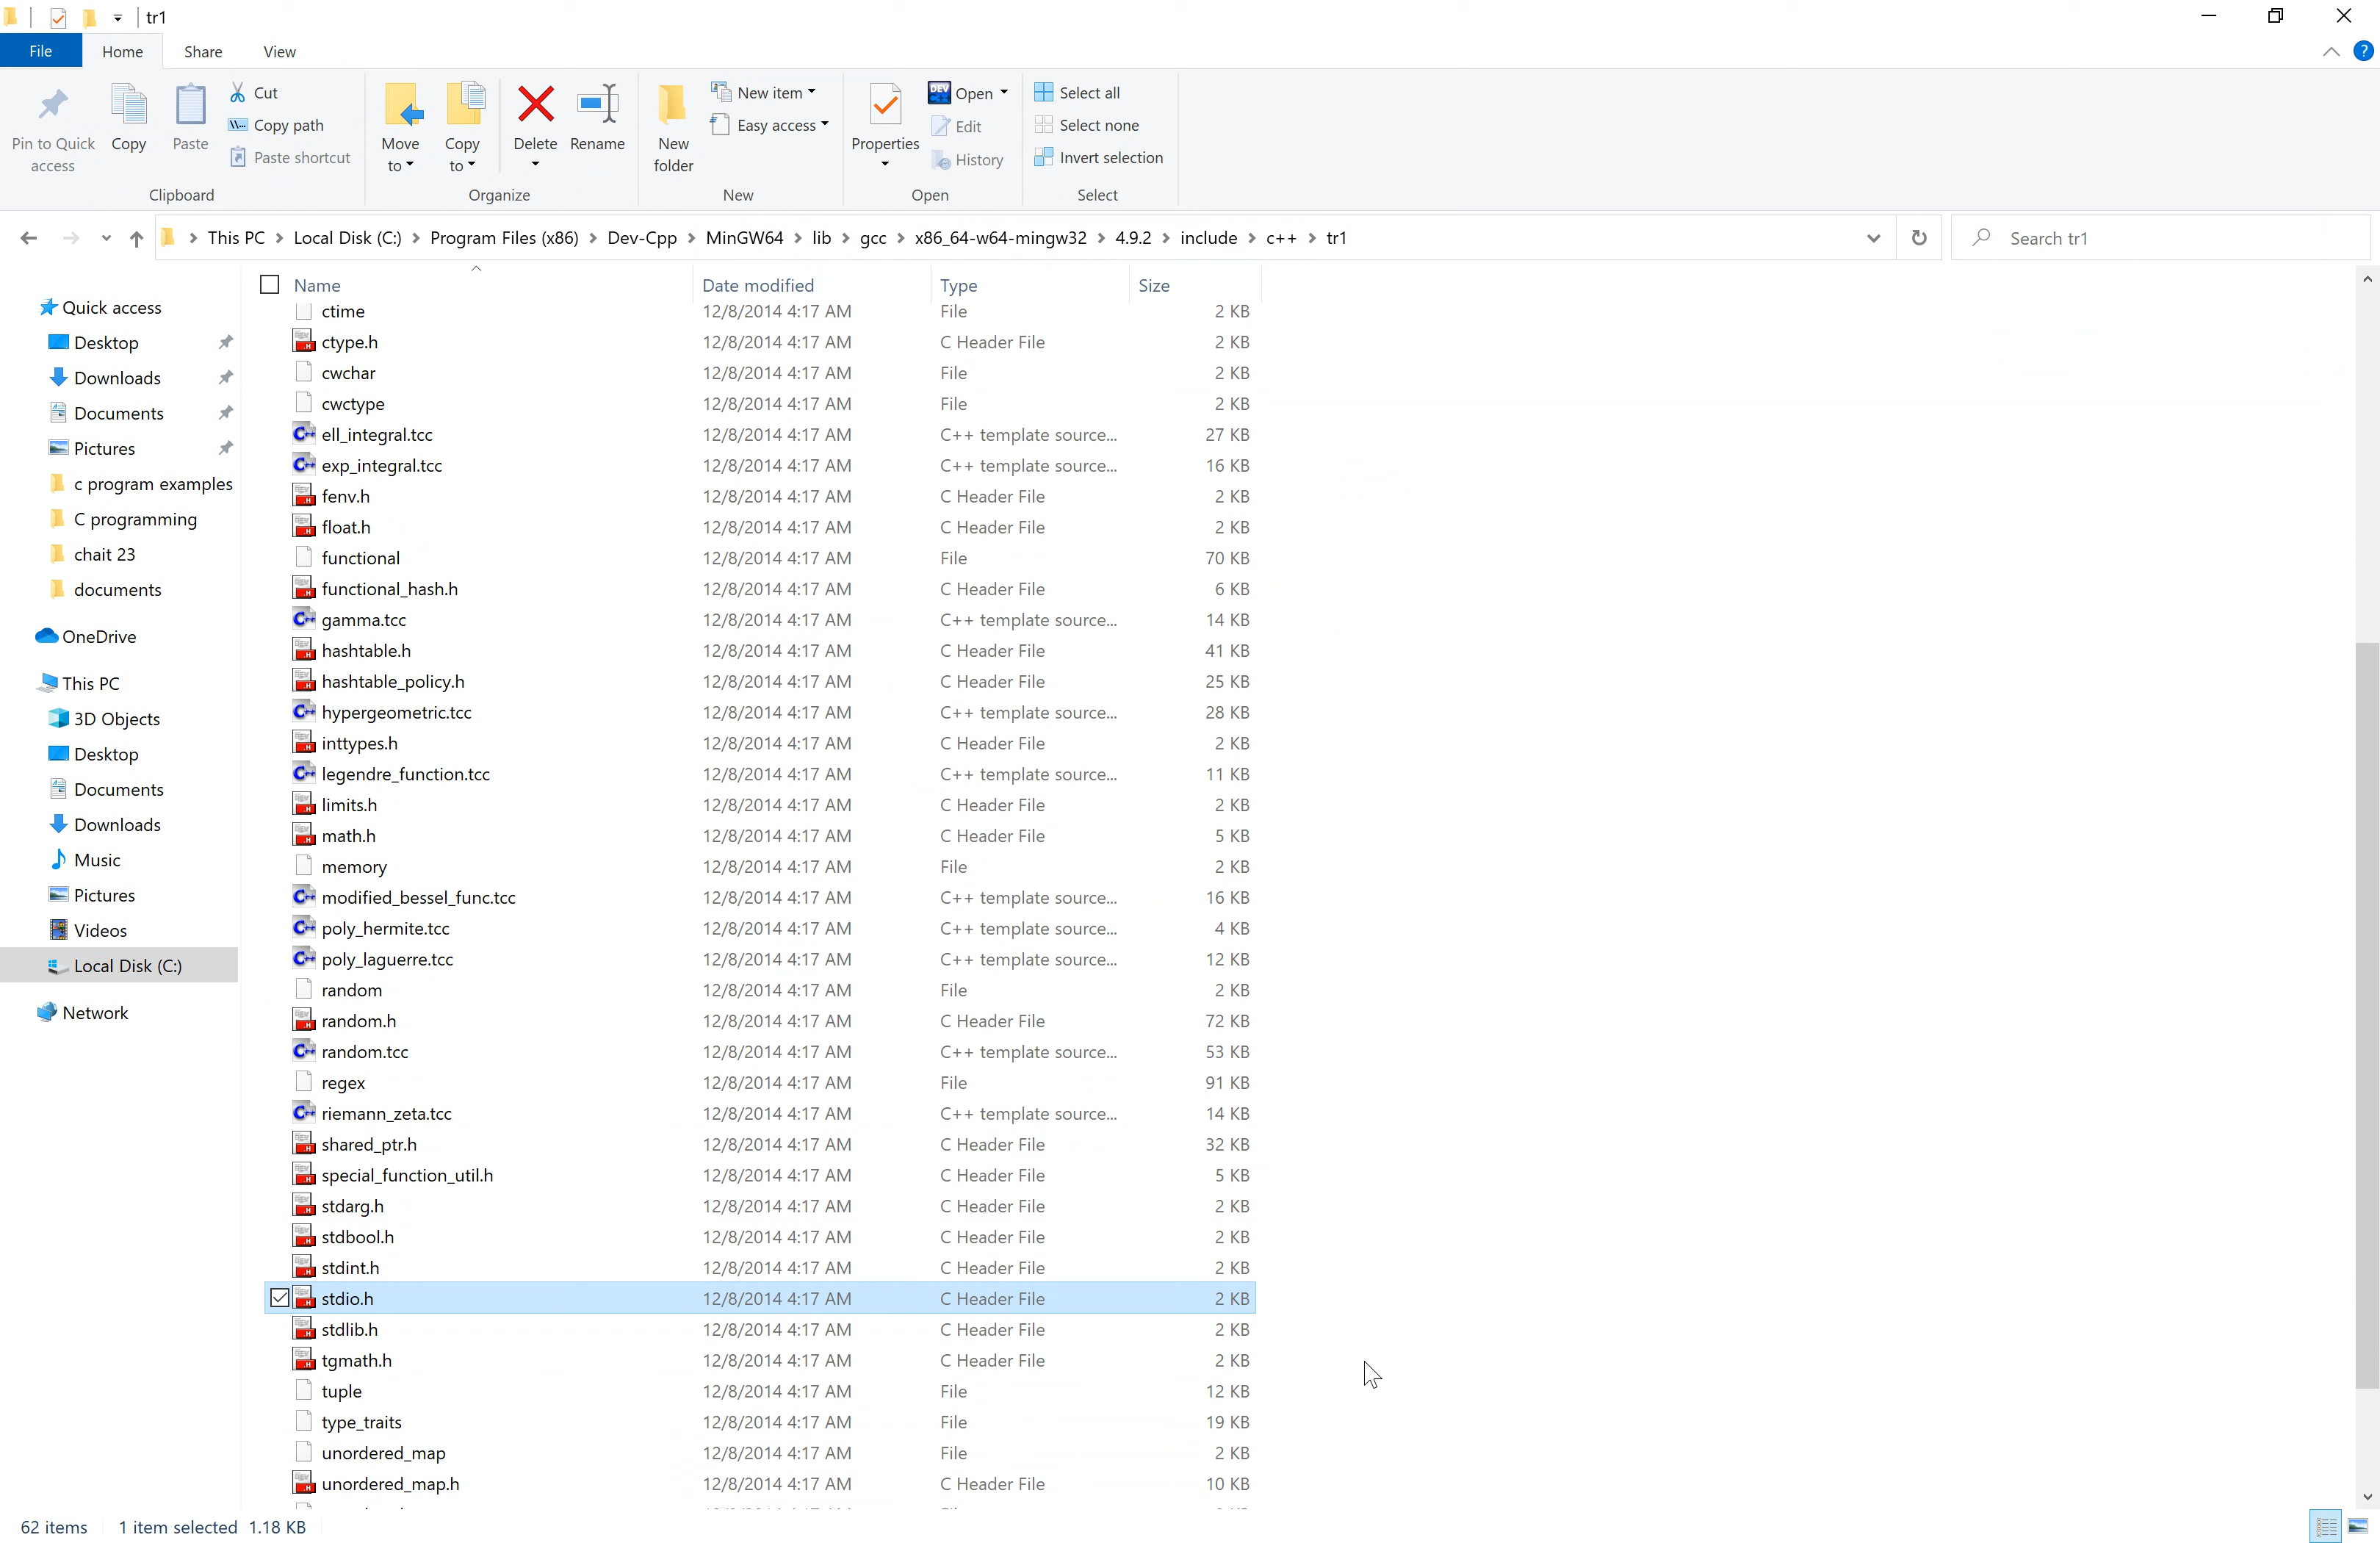 tr1
File Home Share View
Pin to Quick access
Copy
Paste
Cut
Copy path
Paste shortcut
Clipboard
Move to
Copy to
Delete
Rename
Organize
New folder
New item
Easy access
New
Properties
Open
Edit
History
Open
Select all
Select none
Invert selection
Select
This PC > Local Disk (C:) > Program Files (x86) > Dev-Cpp > MinGW64 > lib > gcc > x86_64-w64-mingw32 > 4.9.2 > include > c++ > tr1
Search tr1
Quick access
Desktop
Downloads
Documents
Pictures
c program examples
C programming
chait 23
documents
OneDrive
This PC
3D Objects
Desktop
Documents
Downloads
Music
Pictures
Videos
Local Disk (C:)
Network
Name Date modified Type Size
ctime 12/8/2014 4:17 AM File 2 KB
ctype.h 12/8/2014 4:17 AM C Header File 2 KB
cwchar 12/8/2014 4:17 AM File 2 KB
cwctype 12/8/2014 4:17 AM File 2 KB
ell_integral.tcc 12/8/2014 4:17 AM C++ template source... 27 KB
exp_integral.tcc 12/8/2014 4:17 AM C++ template source... 16 KB
fenv.h 12/8/2014 4:17 AM C Header File 2 KB
float.h 12/8/2014 4:17 AM C Header File 2 KB
functional 12/8/2014 4:17 AM File 70 KB
functional_hash.h 12/8/2014 4:17 AM C Header File 6 KB
gamma.tcc 12/8/2014 4:17 AM C++ template source... 14 KB
hashtable.h 12/8/2014 4:17 AM C Header File 41 KB
hashtable_policy.h 12/8/2014 4:17 AM C Header File 25 KB
hypergeometric.tcc 12/8/2014 4:17 AM C++ template source... 28 KB
inttypes.h 12/8/2014 4:17 AM C Header File 2 KB
legendre_function.tcc 12/8/2014 4:17 AM C++ template source... 11 KB
limits.h 12/8/2014 4:17 AM C Header File 2 KB
math.h 12/8/2014 4:17 AM C Header File 5 KB
memory 12/8/2014 4:17 AM File 2 KB
modified_bessel_func.tcc 12/8/2014 4:17 AM C++ template source... 16 KB
poly_hermite.tcc 12/8/2014 4:17 AM C++ template source... 4 KB
poly_laguerre.tcc 12/8/2014 4:17 AM C++ template source... 12 KB
random 12/8/2014 4:17 AM File 2 KB
random.h 12/8/2014 4:17 AM C Header File 72 KB
random.tcc 12/8/2014 4:17 AM C++ template source... 53 KB
regex 12/8/2014 4:17 AM File 91 KB
riemann_zeta.tcc 12/8/2014 4:17 AM C++ template source... 14 KB
shared_ptr.h 12/8/2014 4:17 AM C Header File 32 KB
special_function_util.h 12/8/2014 4:17 AM C Header File 5 KB
stdarg.h 12/8/2014 4:17 AM C Header File 2 KB
stdbool.h 12/8/2014 4:17 AM C Header File 2 KB
stdint.h 12/8/2014 4:17 AM C Header File 2 KB
stdio.h 12/8/2014 4:17 AM C Header File 2 KB
stdlib.h 12/8/2014 4:17 AM C Header File 2 KB
tgmath.h 12/8/2014 4:17 AM C Header File 2 KB
tuple 12/8/2014 4:17 AM File 12 KB
type_traits 12/8/2014 4:17 AM File 19 KB
unordered_map 12/8/2014 4:17 AM File 2 KB
unordered_map.h 12/8/2014 4:17 AM C Header File 10 KB
62 items 1 item selected 1.18 KB